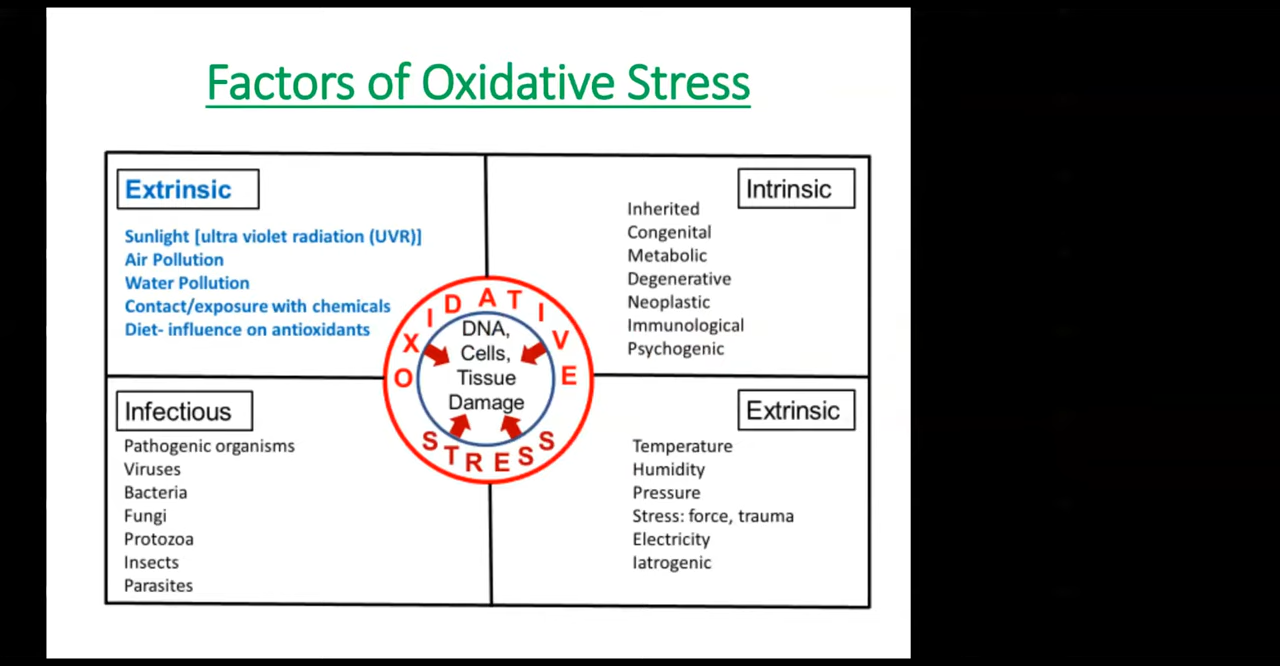 Factors of Oxidative Stress
Extrinsic
Sunlight [ultra violet radiation (UVR)]
Air Pollution
Water Pollution
Contact/exposure with chemicals
Diet- influence on antioxidants
Intrinsic
Inherited
Congenital
Metabolic
Degenerative
Neoplastic
Immunological
Psychogenic
OXIDATIVE
STRESS
DNA,
Cells,
Tissue
Damage
Infectious
Pathogenic organisms
Viruses
Bacteria
Fungi
Protozoa
Insects
Parasites
Extrinsic
Temperature
Humidity
Pressure
Stress: force, trauma
Electricity
Iatrogenic